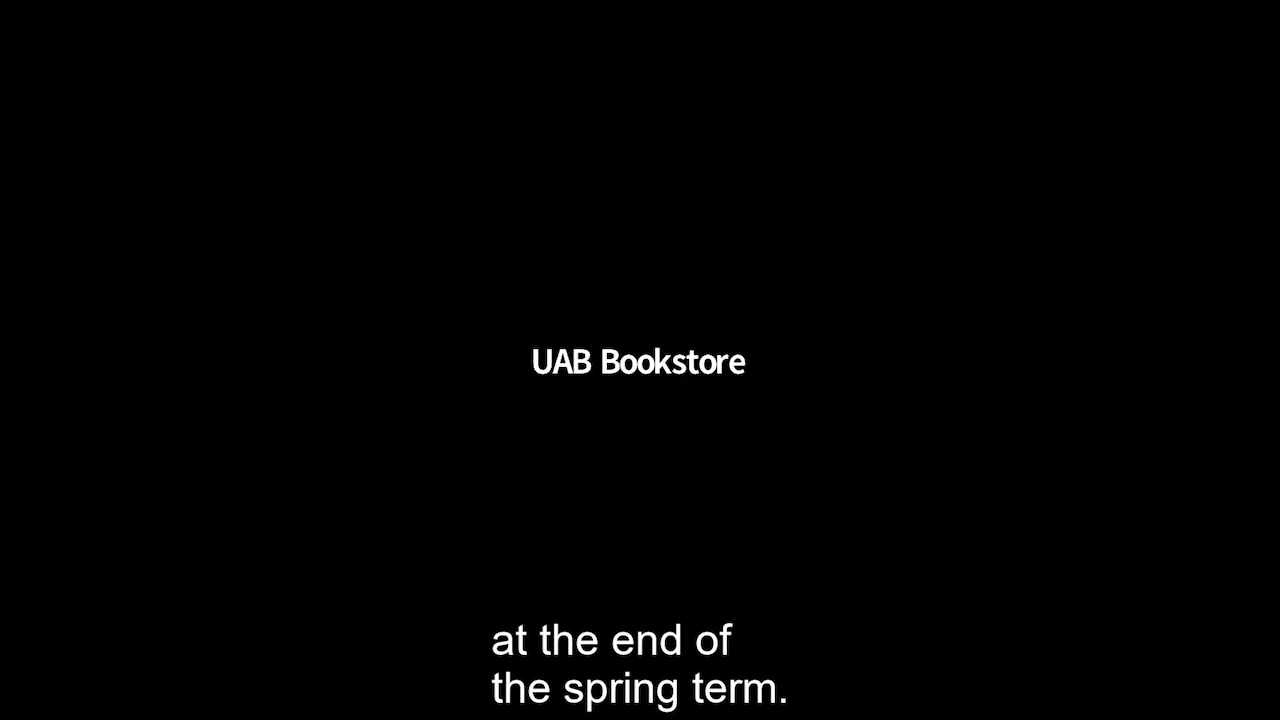 UAB Bookstore
at the end of
the spring term.